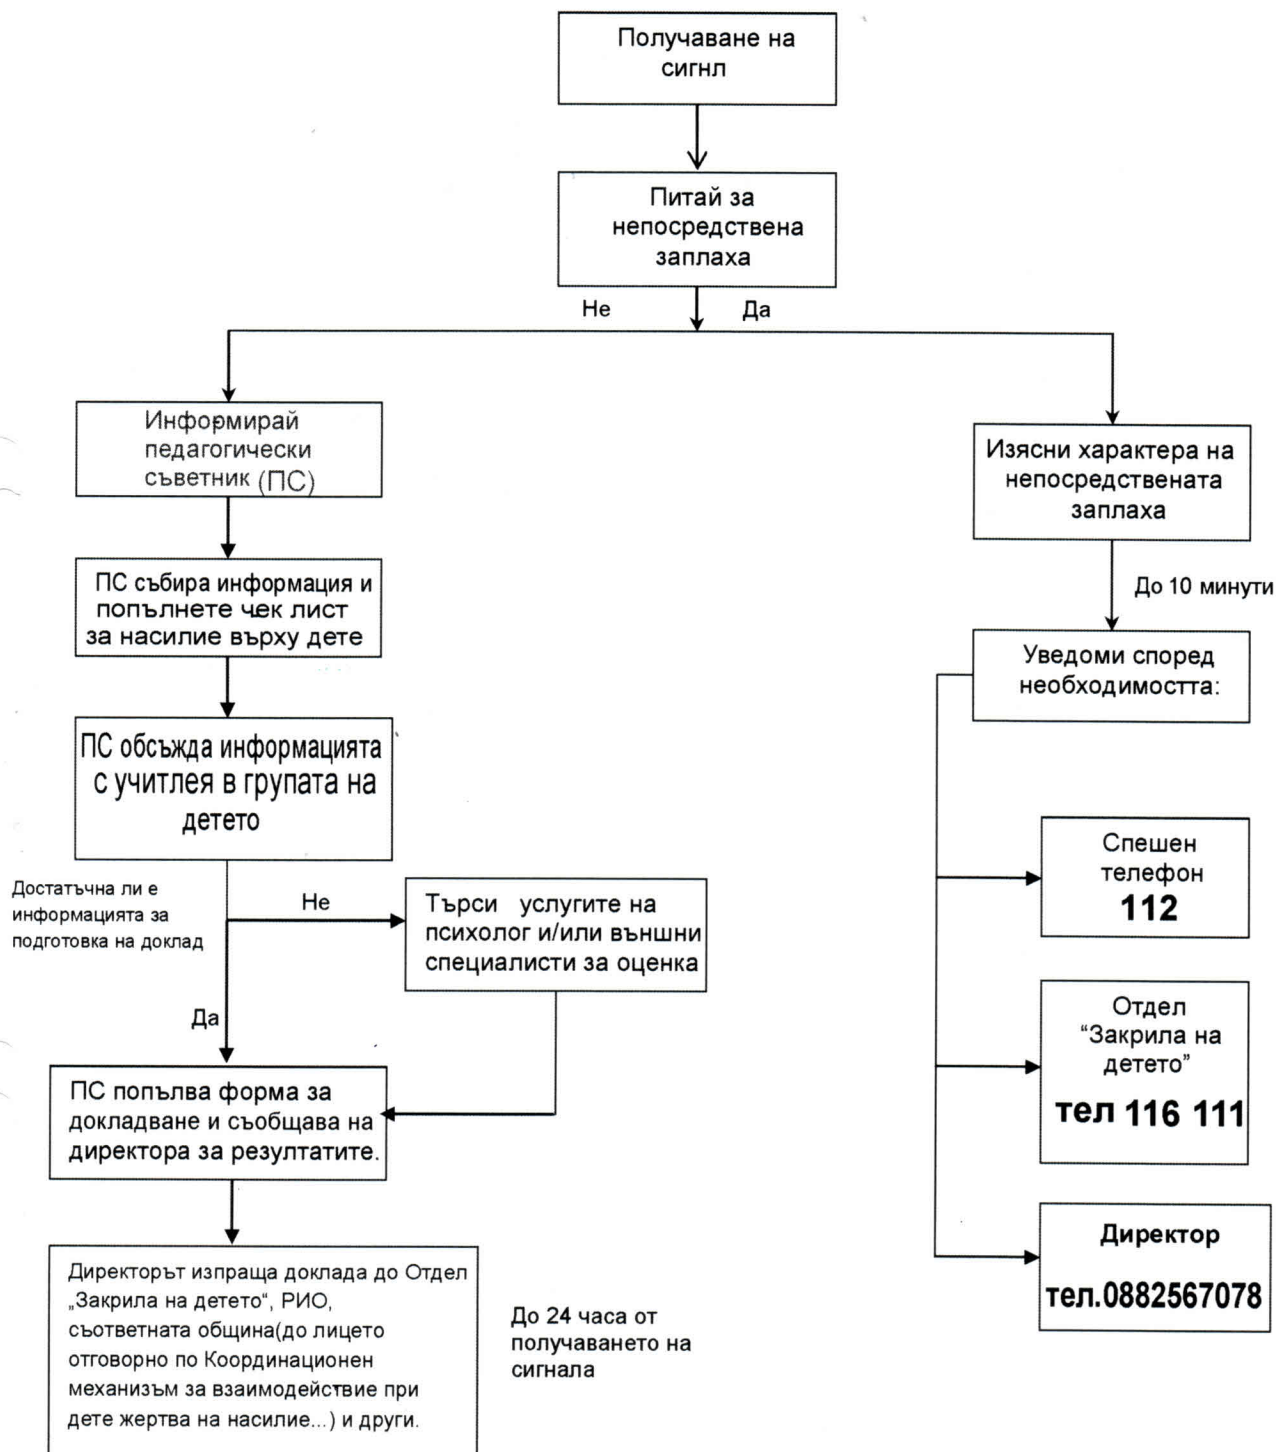 Получаване на
сигнл
Питай за
непосредствена
заплаха
Не
Да
Информирай
педагогически
съветник (ПС)
ПС събира информация и
попълнете чек лист
за насилие върху дете
ПС обсъжда информацията
с учитлея в групата на
детето
Достатъчна ли е
информацията за
подготовка на доклад
Не
Търси услугите на
психолог и/или външни
специалисти за оценка
Да
ПС попълва форма за
докладване и съобщава на
директора за резултатите.
Директорът изпраща доклада до Отдел
„Закрила на детето“, РИО,
съответната община(до лицето
отговорно по Координационен
механизъм за взаимодействие при
дете жертва на насилие...) и други.
До 24 часа от
получаването на
сигнала
Изясни характера на
непосредствената
заплаха
До 10 минути
Уведоми според
необходимостта:
Спешен
телефон
112
Отдел
“Закрила на
детето”
тел 116 111
Директор
тел.0882567078